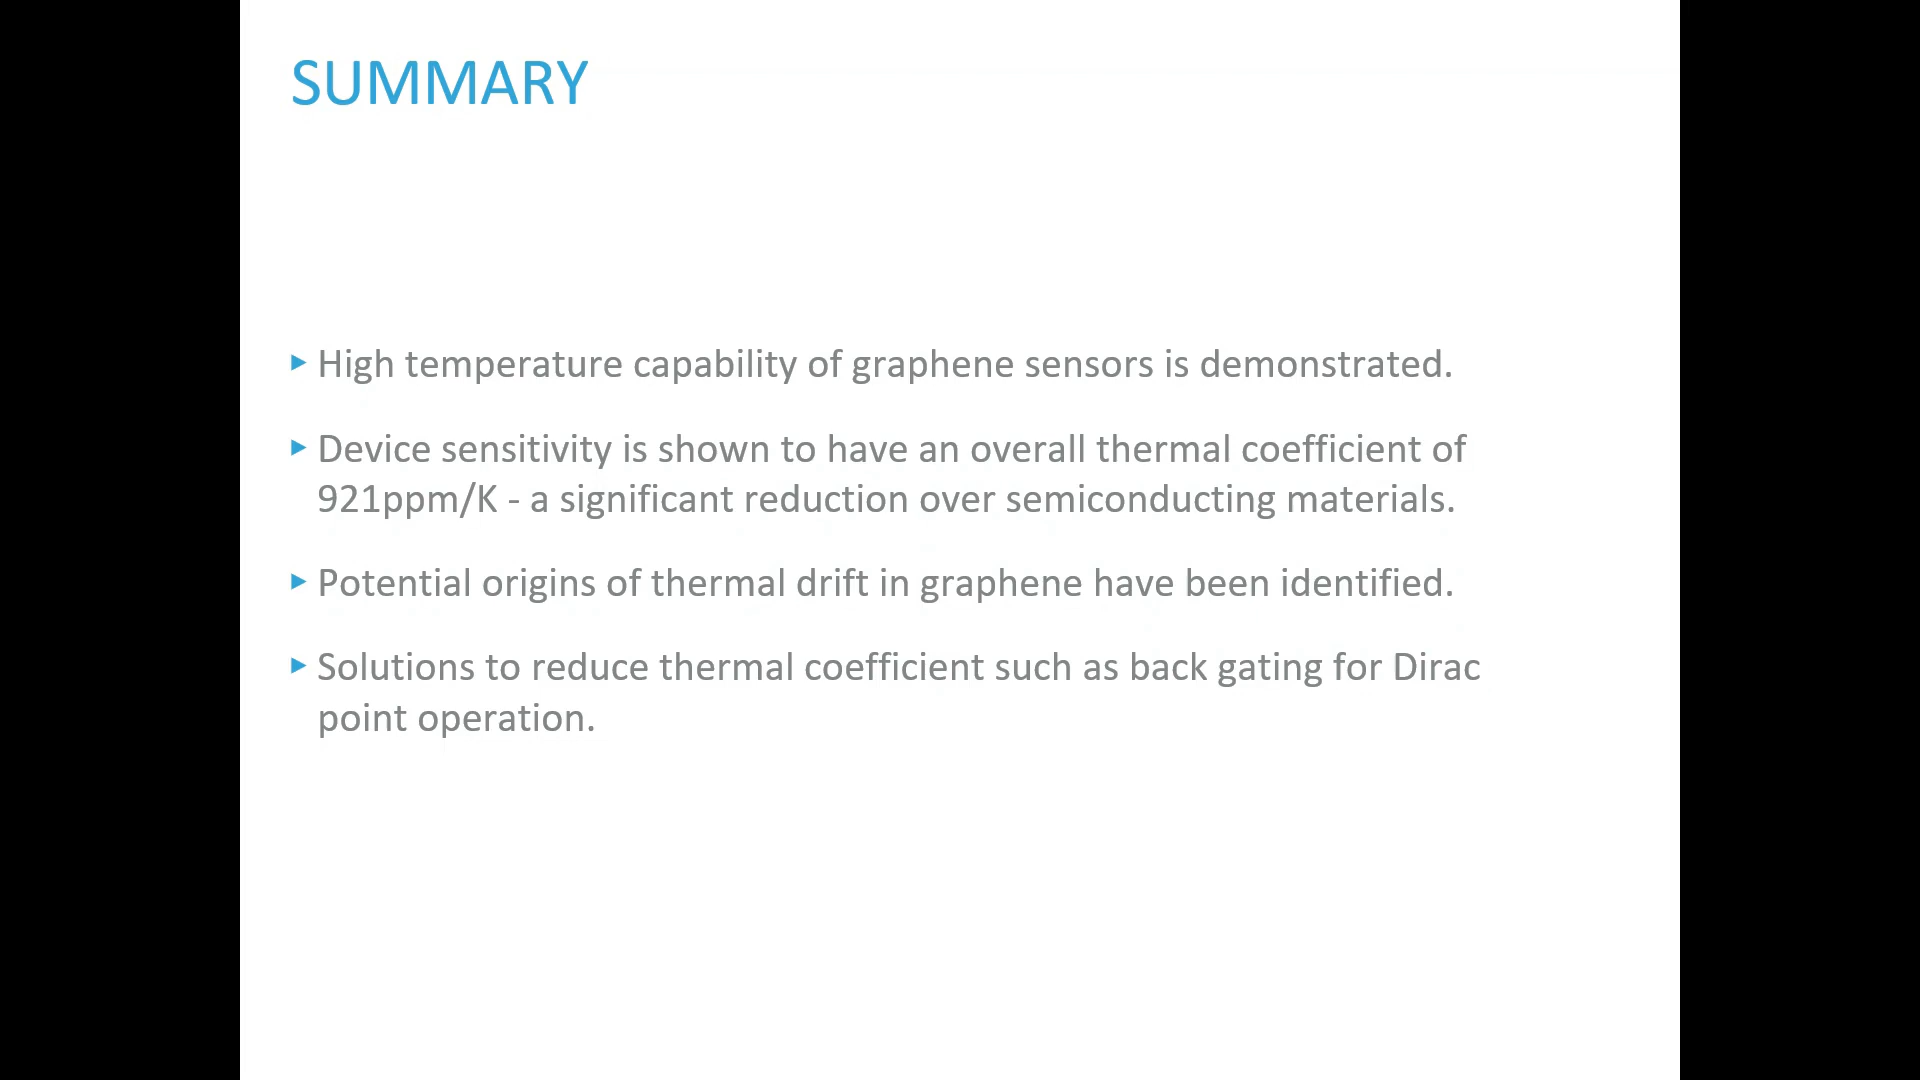 SUMMARY
▸ High temperature capability of graphene sensors is demonstrated.
▸ Device sensitivity is shown to have an overall thermal coefficient of
921ppm/K - a significant reduction over semiconducting materials.
▸ Potential origins of thermal drift in graphene have been identified.
▸ Solutions to reduce thermal coefficient such as back gating for Dirac
point operation.